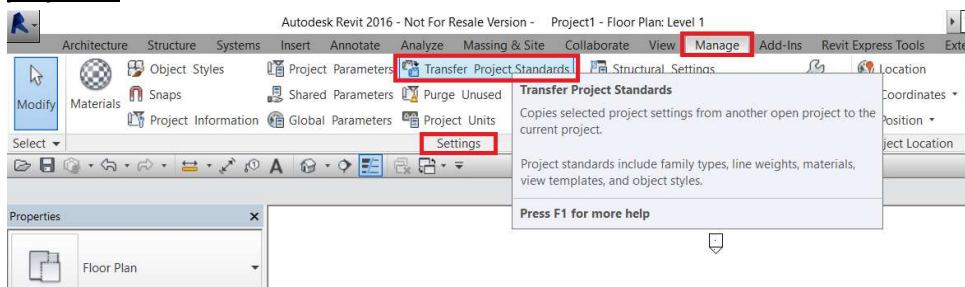 Autodesk Revit 2016 - Not For Resale Version - Project1 - Floor Plan: Level 1
Architecture Structure Systems Insert Annotate Analyze Massing & Site Collaborate View Manage Add-Ins Revit Express Tools Exte
Object Styles Project Parameters Transfer Project Standards Structural Settings Location
Modify Materials Snaps Shared Parameters Purge Unused Coordinates
Project Information Global Parameters Project Units Position
Select Settings ject Location
Transfer Project Standards
Copies selected project settings from another open project to the
current project.
Project standards include family types, line weights, materials,
view templates, and object styles.
Press F1 for more help
Properties
Floor Plan